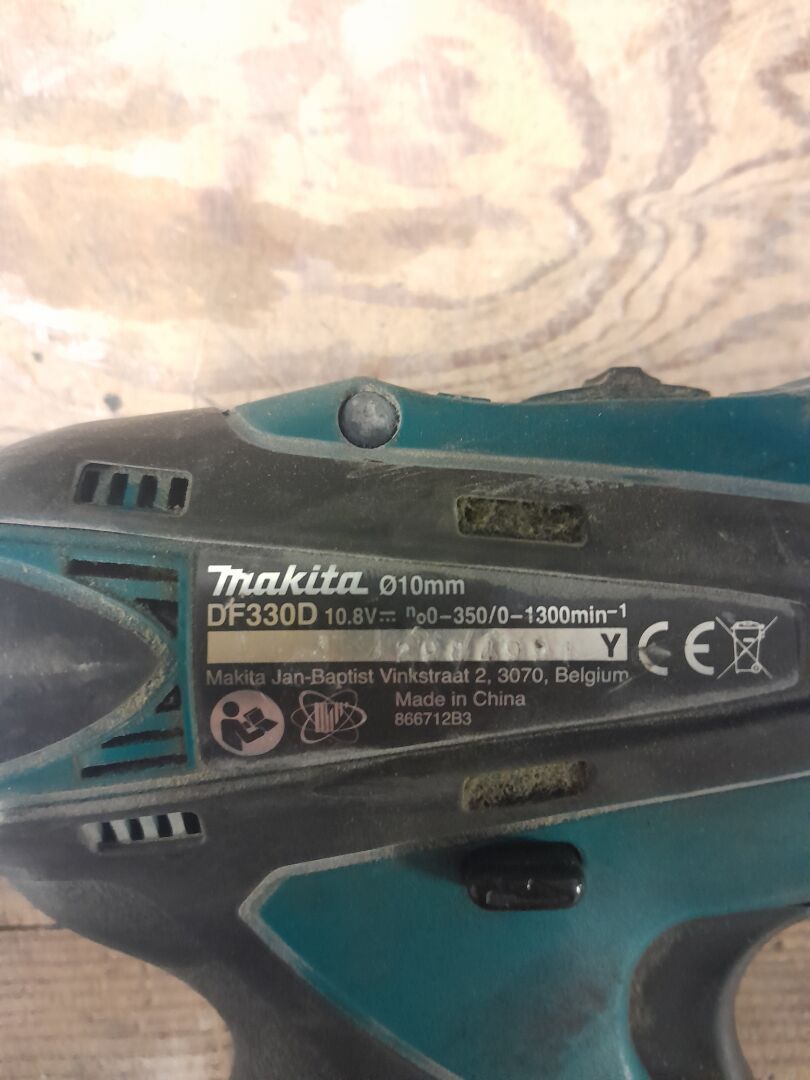 makita Ø10mm
DF330D 10.8V⎓ n₀0-350/0-1300min⁻¹
Y CE
Makita Jan-Baptist Vinkstraat 2, 3070, Belgium
Made in China
866712B3